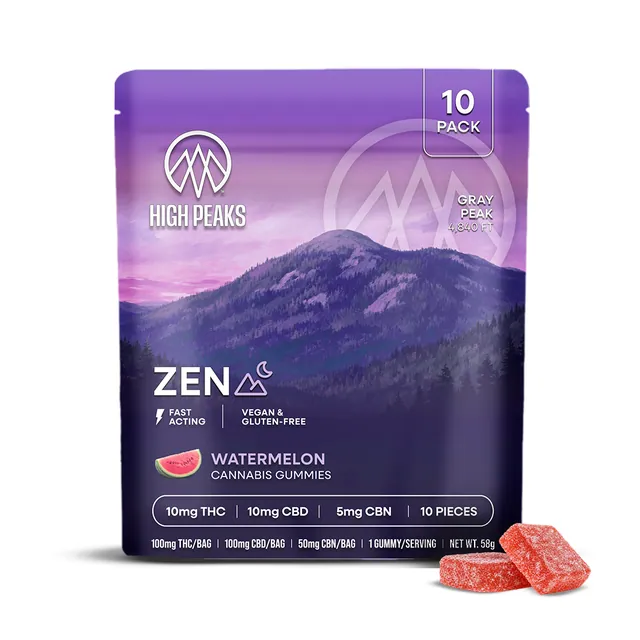 10
PACK
HIGH PEAKS
GRAY
PEAK
4,840 FT
ZEN
FAST
ACTING
VEGAN &
GLUTEN-FREE
WATERMELON
CANNABIS GUMMIES
10mg THC | 10mg CBD | 5mg CBN | 10 PIECES
100mg THC/BAG | 100mg CBD/BAG | 50mg CBN/BAG | 1 GUMMY/SERVING | NET WT. 58g